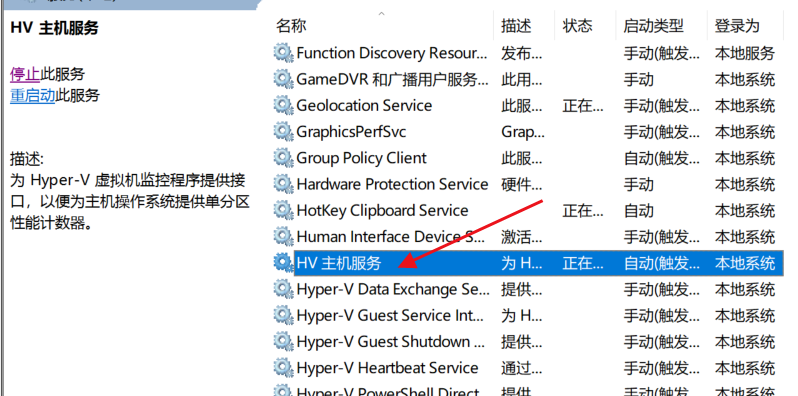 HV 主机服务
停止此服务
重启动此服务
描述:
为 Hyper-V 虚拟机监控程序提供接
口，以便为主机操作系统提供单分区
性能计数器。
名称 描述 状态 启动类型 登录为
Function Discovery Resour... 发布... 手动(触发... 本地服务
GameDVR 和广播用户服务... 此用... 手动 本地系统
Geolocation Service 此服... 正在... 手动(触发... 本地系统
GraphicsPerfSvc Grap... 手动(触发... 本地系统
Group Policy Client 此服... 自动(触发... 本地系统
Hardware Protection Service 硬件... 手动 本地系统
HotKey Clipboard Service 正在... 自动 本地系统
Human Interface Device S... 激活... 手动(触发... 本地系统
HV 主机服务 为 H... 正在... 自动(触发... 本地系统
Hyper-V Data Exchange Se... 提供... 手动(触发... 本地系统
Hyper-V Guest Service Int... 为 H... 手动(触发... 本地系统
Hyper-V Guest Shutdown ... 提供... 手动(触发... 本地系统
Hyper-V Heartbeat Service 通过... 手动(触发... 本地系统
Hyper-V PowerShell Direct 提供 手动(触发 本地系统